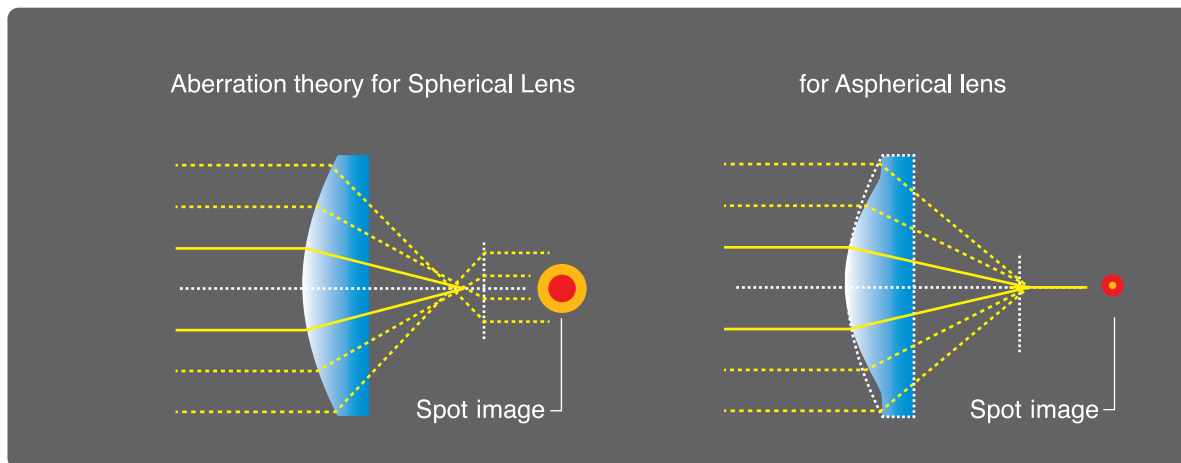 Aberration theory for Spherical Lens
for Aspherical lens
Spot image
Spot image